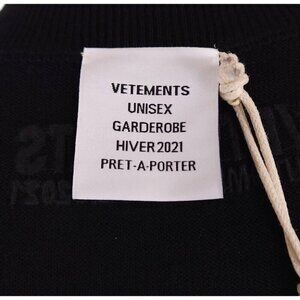 VETEMENTS
UNISEX
GARDEROBE
HIVER 2021
PRET-A-PORTER